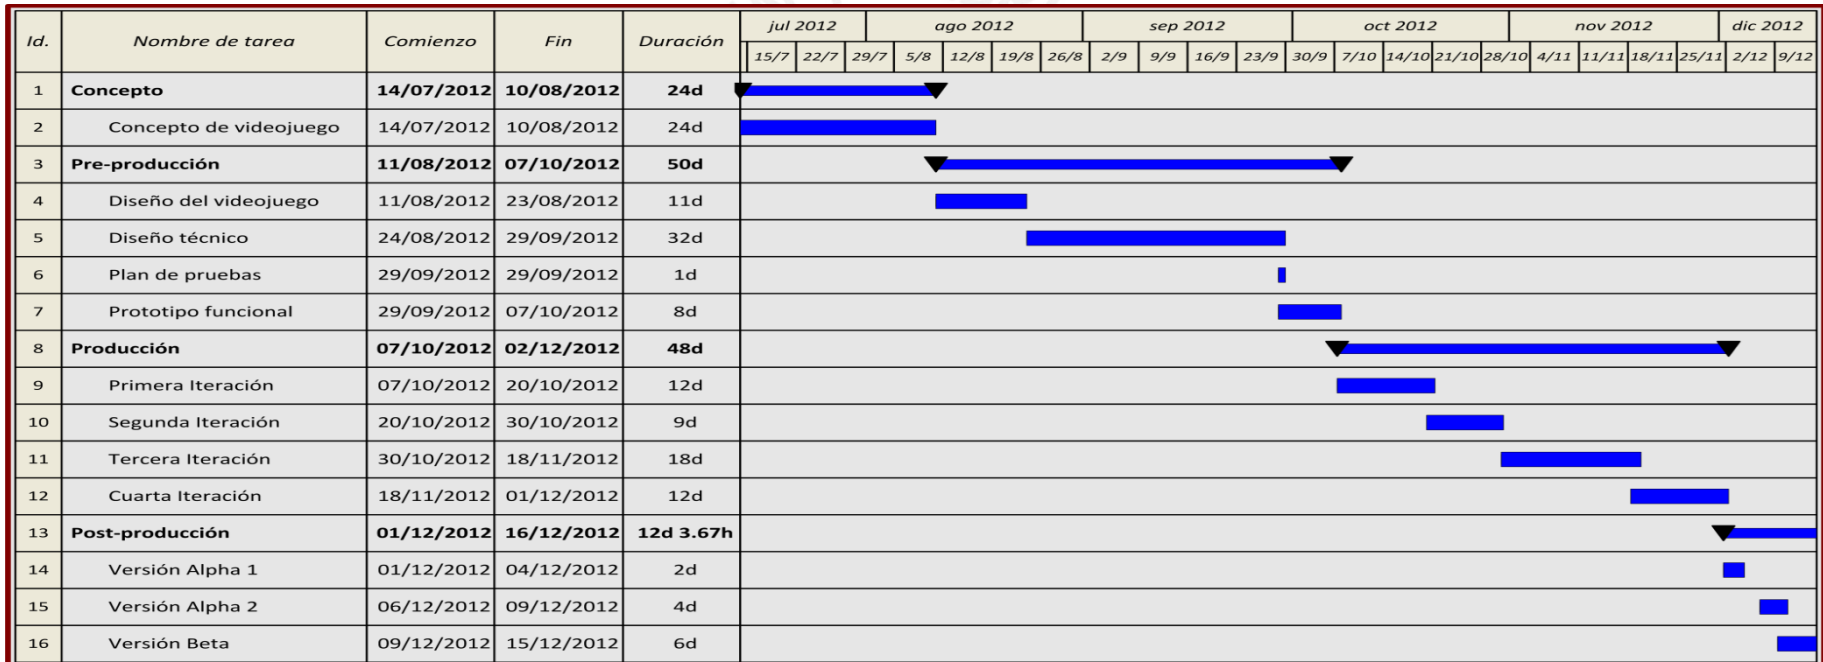 Id. Nombre de tarea Comienzo Fin Duración jul 2012 ago 2012 sep 2012 oct 2012 nov 2012 dic 2012
15/7 22/7 29/7 5/8 12/8 19/8 26/8 2/9 9/9 16/9 23/9 30/9 7/10 14/10 21/10 28/10 4/11 11/11 18/11 25/11 2/12 9/12
1 Concepto 14/07/2012 10/08/2012 24d
2 Concepto de videojuego 14/07/2012 10/08/2012 24d
3 Pre-producción 11/08/2012 07/10/2012 50d
4 Diseño del videojuego 11/08/2012 23/08/2012 11d
5 Diseño técnico 24/08/2012 29/09/2012 32d
6 Plan de pruebas 29/09/2012 29/09/2012 1d
7 Prototipo funcional 29/09/2012 07/10/2012 8d
8 Producción 07/10/2012 02/12/2012 48d
9 Primera Iteración 07/10/2012 20/10/2012 12d
10 Segunda Iteración 20/10/2012 30/10/2012 9d
11 Tercera Iteración 30/10/2012 18/11/2012 18d
12 Cuarta Iteración 18/11/2012 01/12/2012 12d
13 Post-producción 01/12/2012 16/12/2012 12d 3.67h
14 Versión Alpha 1 01/12/2012 04/12/2012 2d
15 Versión Alpha 2 06/12/2012 09/12/2012 4d
16 Versión Beta 09/12/2012 15/12/2012 6d